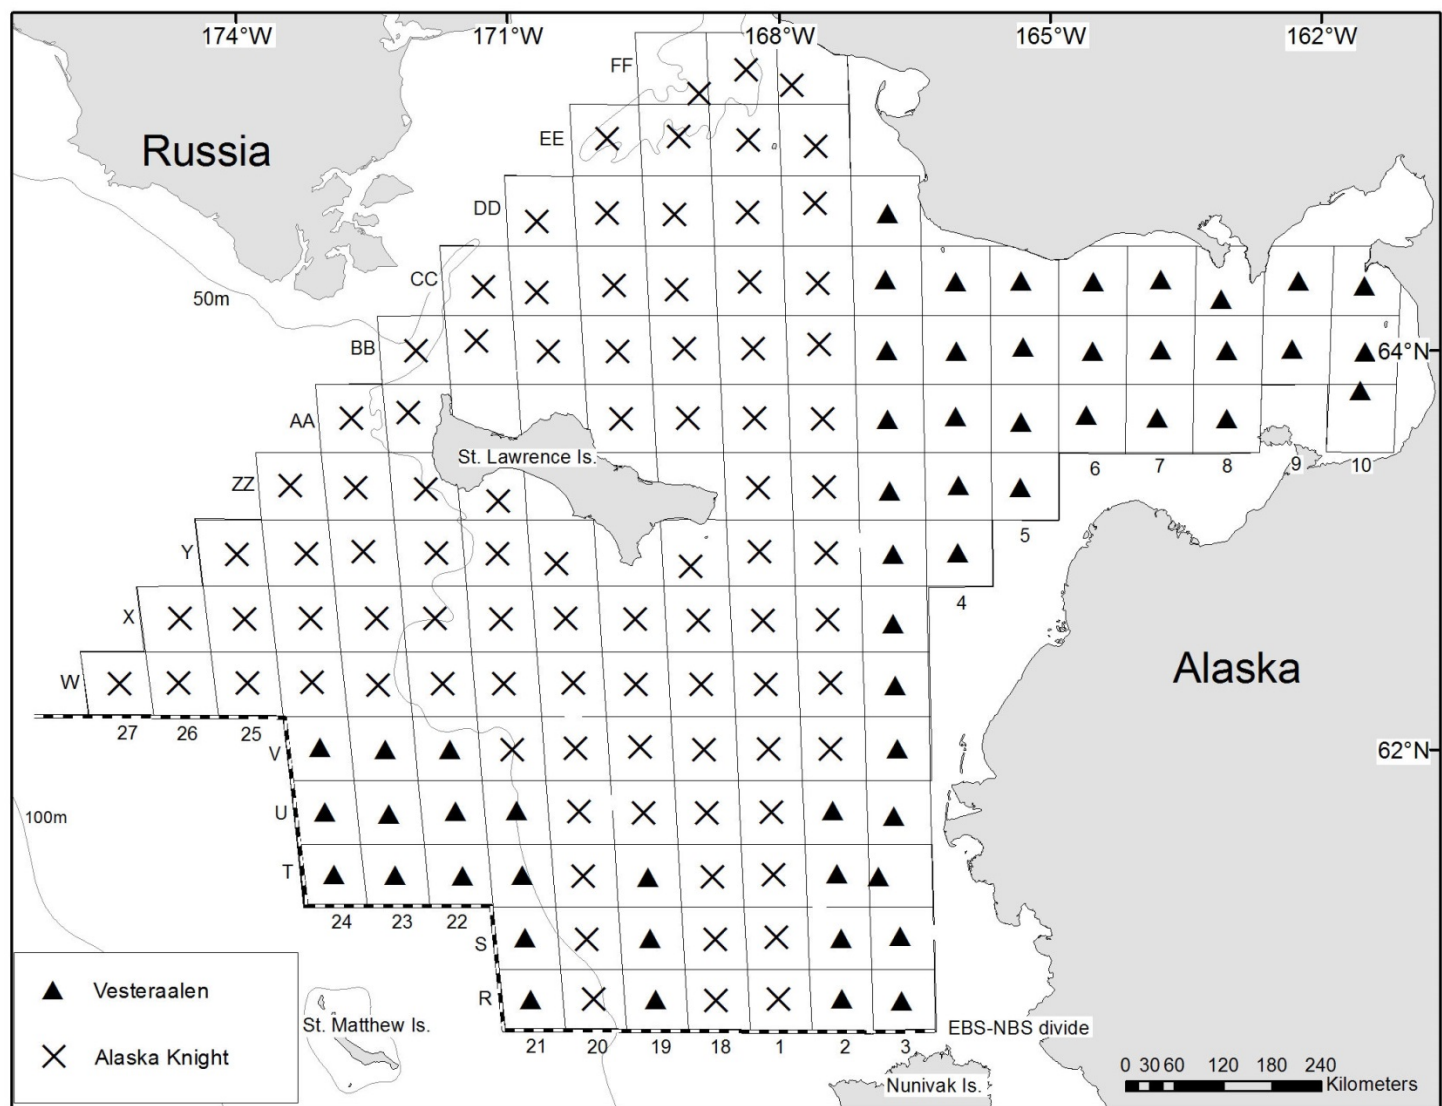 174°W 171°W 168°W 165°W 162°W
FF
EE
Russia
DD
CC
50m
BB
64°N
AA
St. Lawrence Is.
ZZ
6 7 8 9 10
5
Y
4
X
Alaska
W
27 26 25
V
62°N
U
100m
T
24 23 22
S
R
Vesteraalen
Alaska Knight
St. Matthew Is.
EBS-NBS divide
21 20 19 18 1 2 3
Nunivak Is.
0 30 60 120 180 240
Kilometers